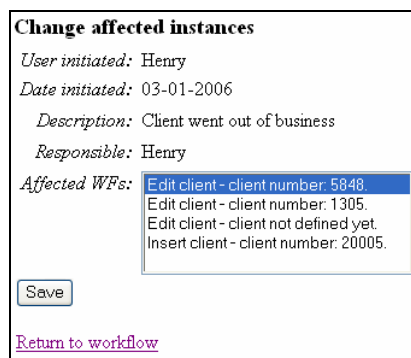 Change affected instances
User initiated: Henry
Date initiated: 03-01-2006
Description: Client went out of business
Responsible: Henry
Affected WFs: Edit client - client number: 5848.
Edit client - client number: 1305.
Edit client - client not defined yet.
Insert client - client number: 20005.
Save
Return to workflow